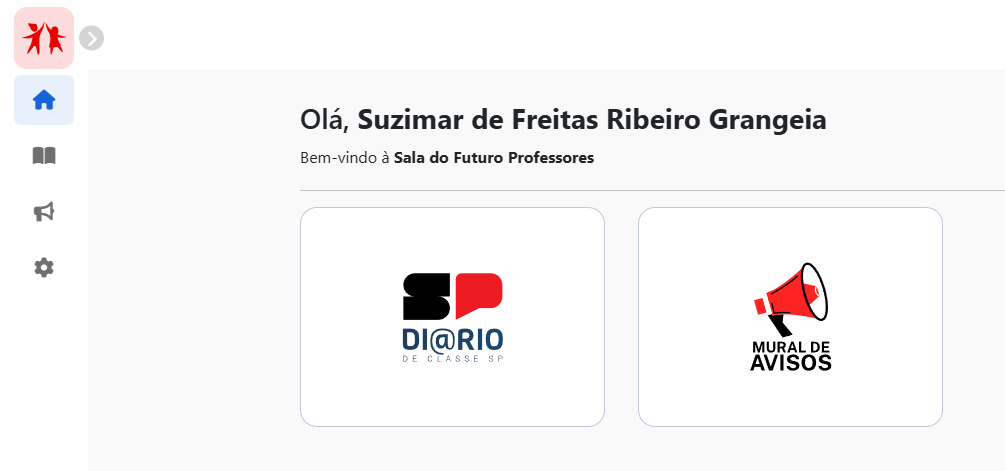 Olá, Suzimar de Freitas Ribeiro Grangeia
Bem-vindo à Sala do Futuro Professores
SP
DI@RIO
DE CLASSE SP
MURAL DE
AVISOS